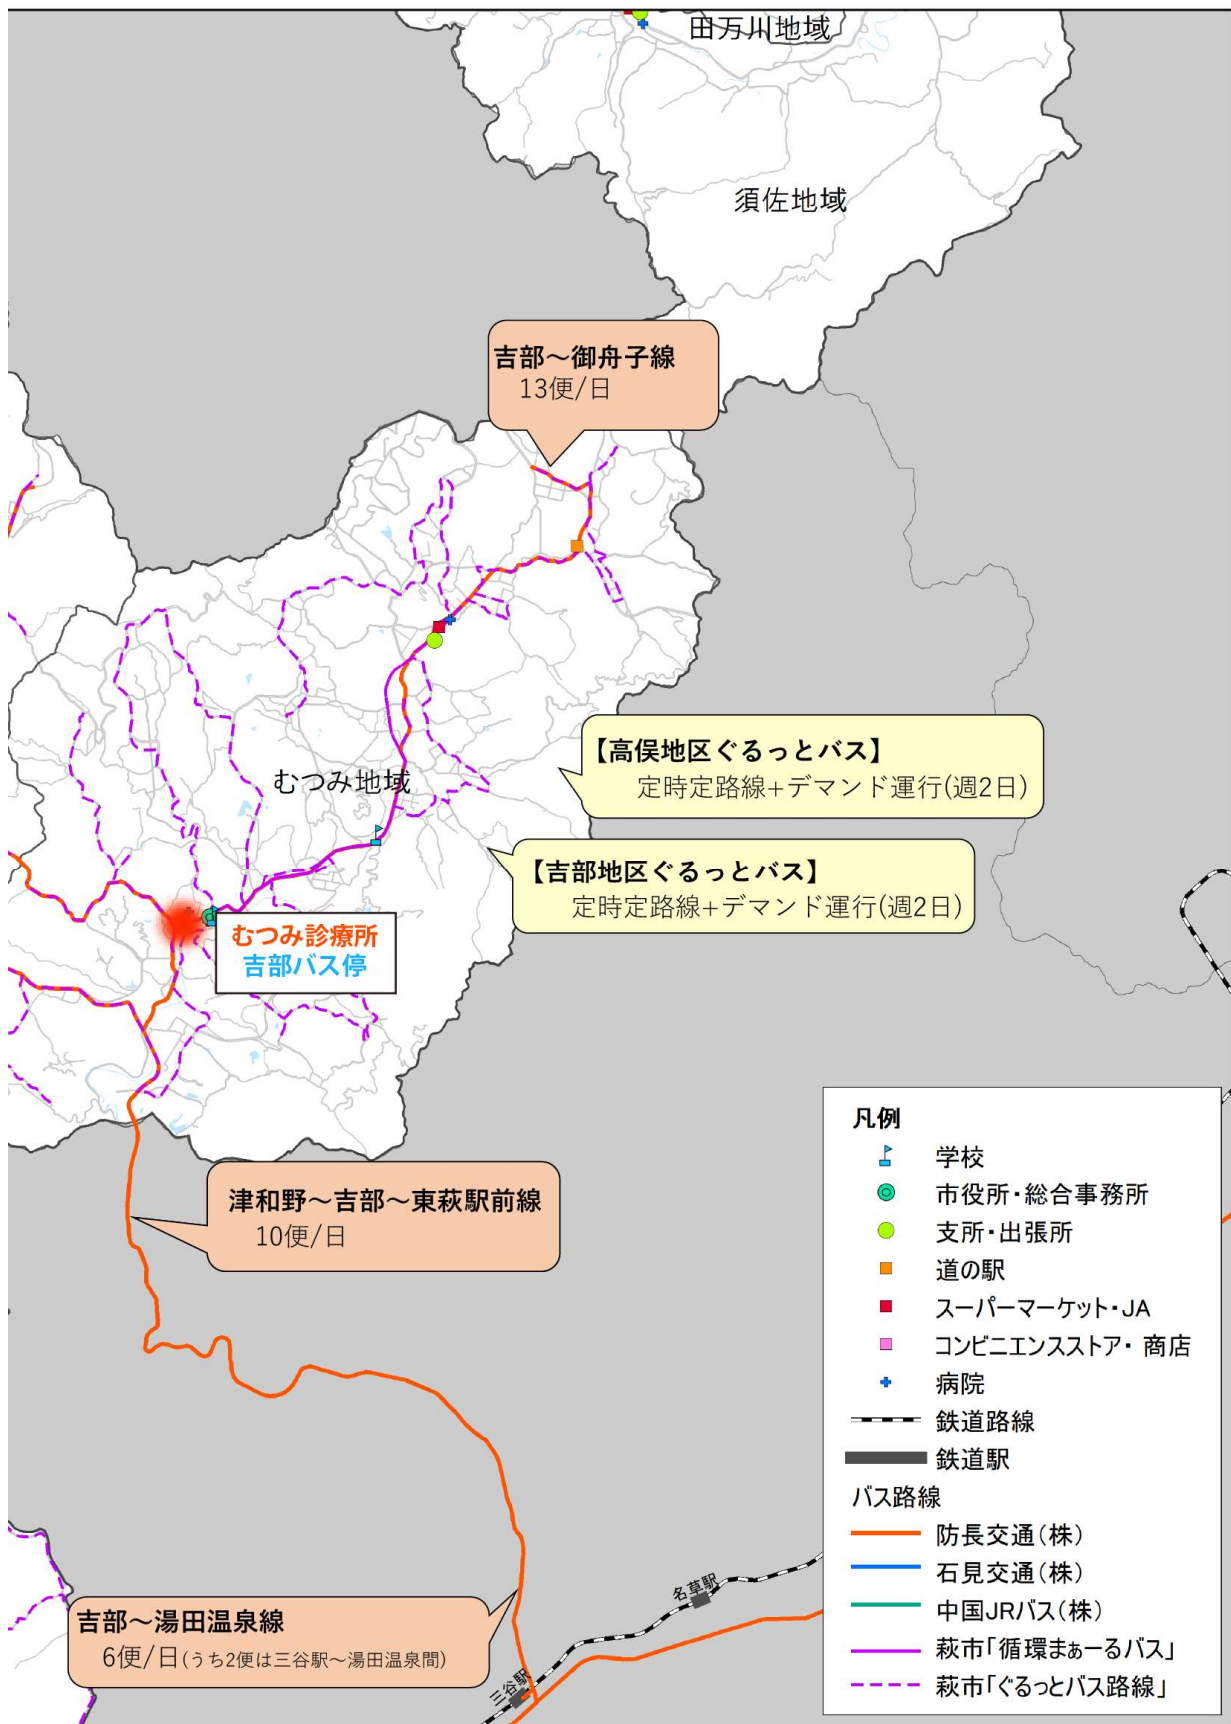 田万川地域
須佐地域
吉部～御舟子線
13便/日
【高俣地区ぐるっとバス】
定時定路線+デマンド運行(週2日)
むつみ地域
【吉部地区ぐるっとバス】
定時定路線+デマンド運行(週2日)
むつみ診療所
吉部バス停
津和野～吉部～東萩駅前線
10便/日
吉部～湯田温泉線
6便/日(うち2便は三谷駅～湯田温泉間)
名草駅
三谷駅
凡例
学校
市役所・総合事務所
支所・出張所
道の駅
スーパーマーケット・JA
コンビニエンスストア・ 商店
病院
鉄道路線
鉄道駅
バス路線
防長交通(株)
石見交通(株)
中国JRバス(株)
萩市「循環まぁーるバス」
萩市「ぐるっとバス路線」